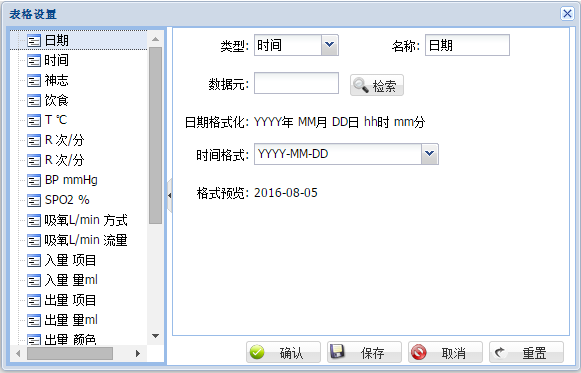 表格设置
日期
时间
神志
饮食
T ℃
R 次/分
R 次/分
BP mmHg
SPO2 %
吸氧L/min 方式
吸氧L/min 流量
入量 项目
入量 量ml
出量 项目
出量 量ml
出量 颜色
类型: 时间 名称: 日期
数据元: 检索
日期格式化: YYYY年 MM月 DD日 hh时 mm分
时间格式: YYYY-MM-DD
格式预览: 2016-08-05
确认 保存 取消 重置